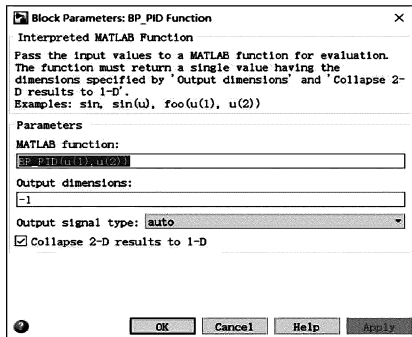 Block Parameters: BP_PID Function
Interpreted MATLAB Function
Pass the input values to a MATLAB function for evaluation.
The function must return a single value having the
dimensions specified by 'Output dimensions' and 'Collapse 2-
D results to 1-D'.
Examples: sin, sin(u), foo(u(1), u(2))
Parameters
MATLAB function:
BP_PID(u(1),u(2))
Output dimensions:
-1
Output signal type: auto
Collapse 2-D results to 1-D
OK Cancel Help Apply